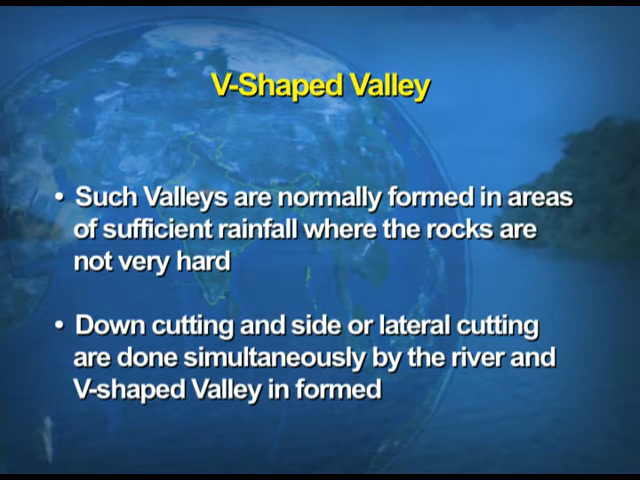 V-Shaped Valley
• Such Valleys are normally formed in areas
of sufficient rainfall where the rocks are
not very hard
• Down cutting and side or lateral cutting
are done simultaneously by the river and
V-shaped Valley in formed